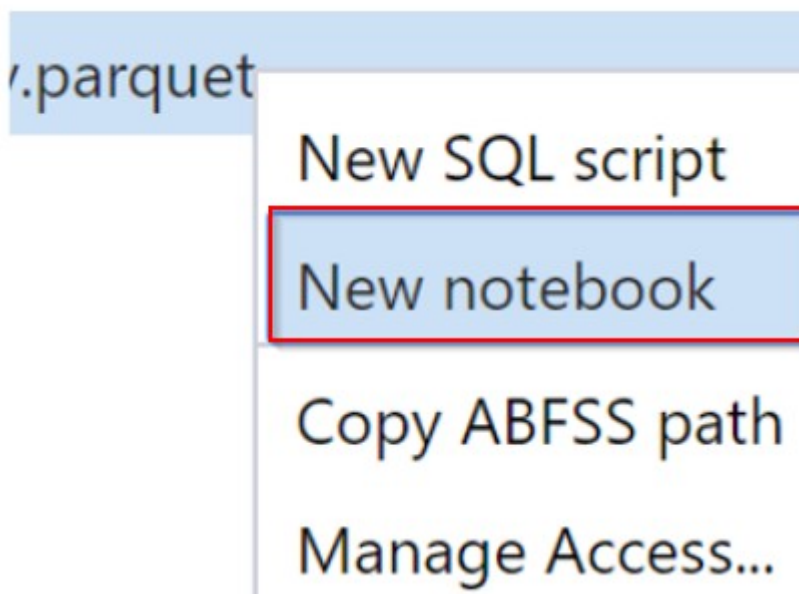 .parquet
New SQL script
New notebook
Copy ABFSS path
Manage Access...